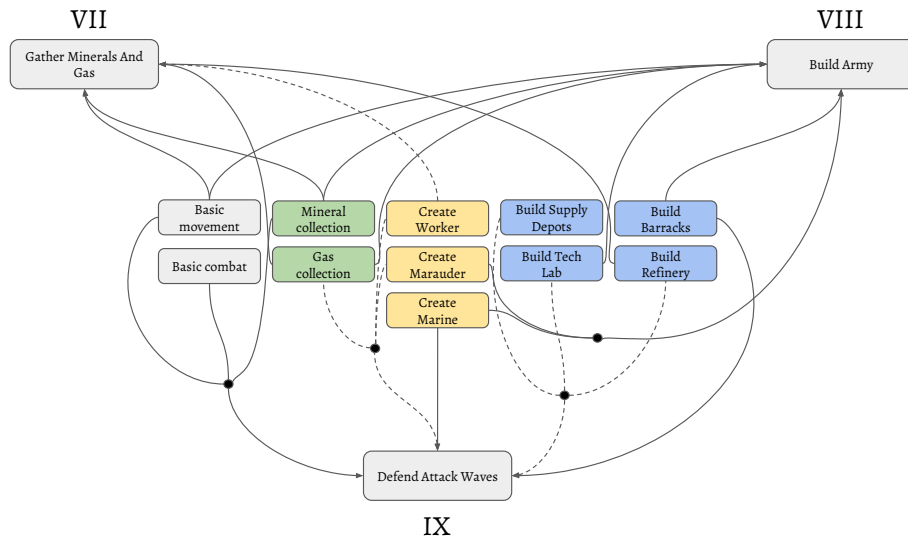 VII
VIII
Gather Minerals And
Gas
Build Army
Basic
movement
Mineral
collection
Create
Worker
Build Supply
Depots
Build
Barracks
Basic combat
Gas
collection
Create
Marauder
Build Tech
Lab
Build
Refinery
Create
Marine
Defend Attack Waves
IX